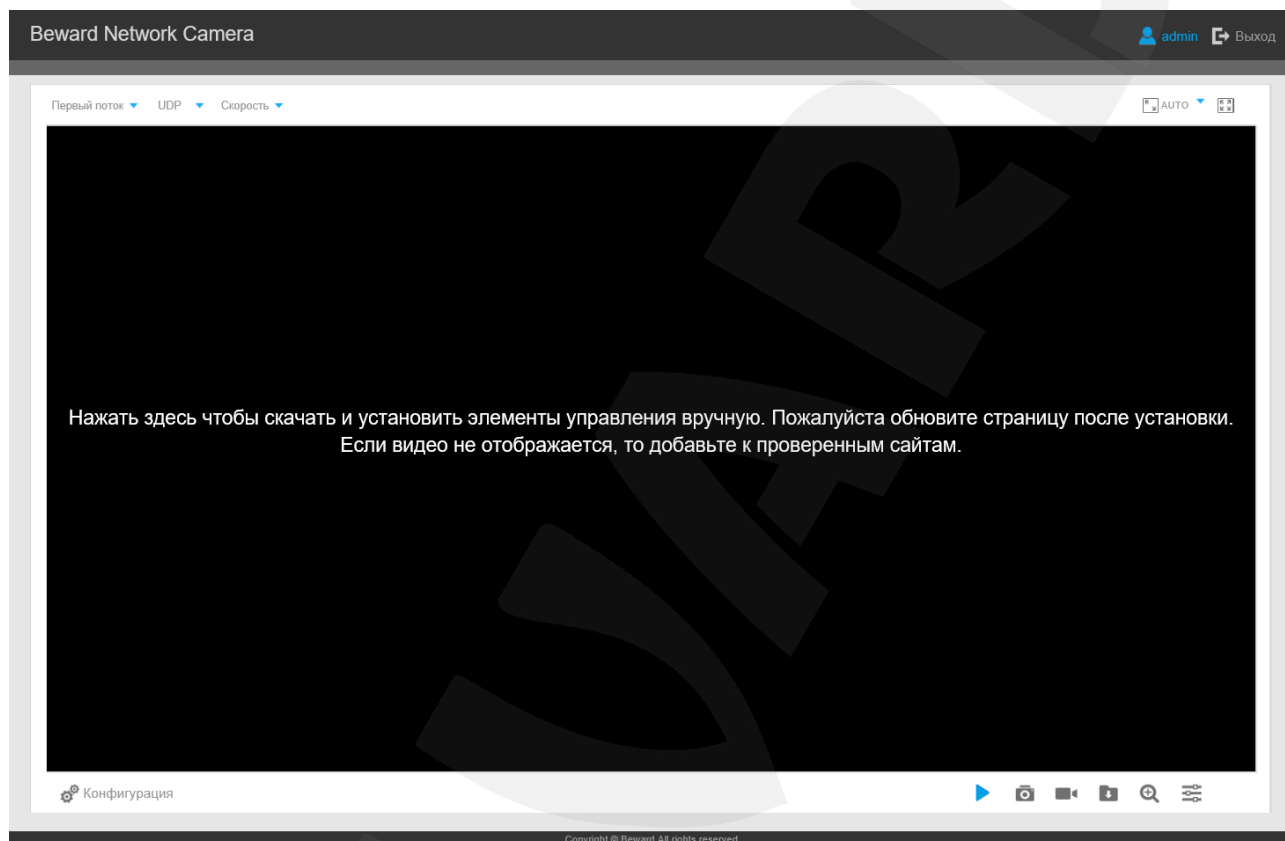 Beward Network Camera
admin Выход
Первый поток UDP Скорость AUTO
Нажать здесь чтобы скачать и установить элементы управления вручную. Пожалуйста обновите страницу после установки.
Если видео не отображается, то добавьте к проверенным сайтам.
Конфигурация
Copyright © Beward All rights reserved